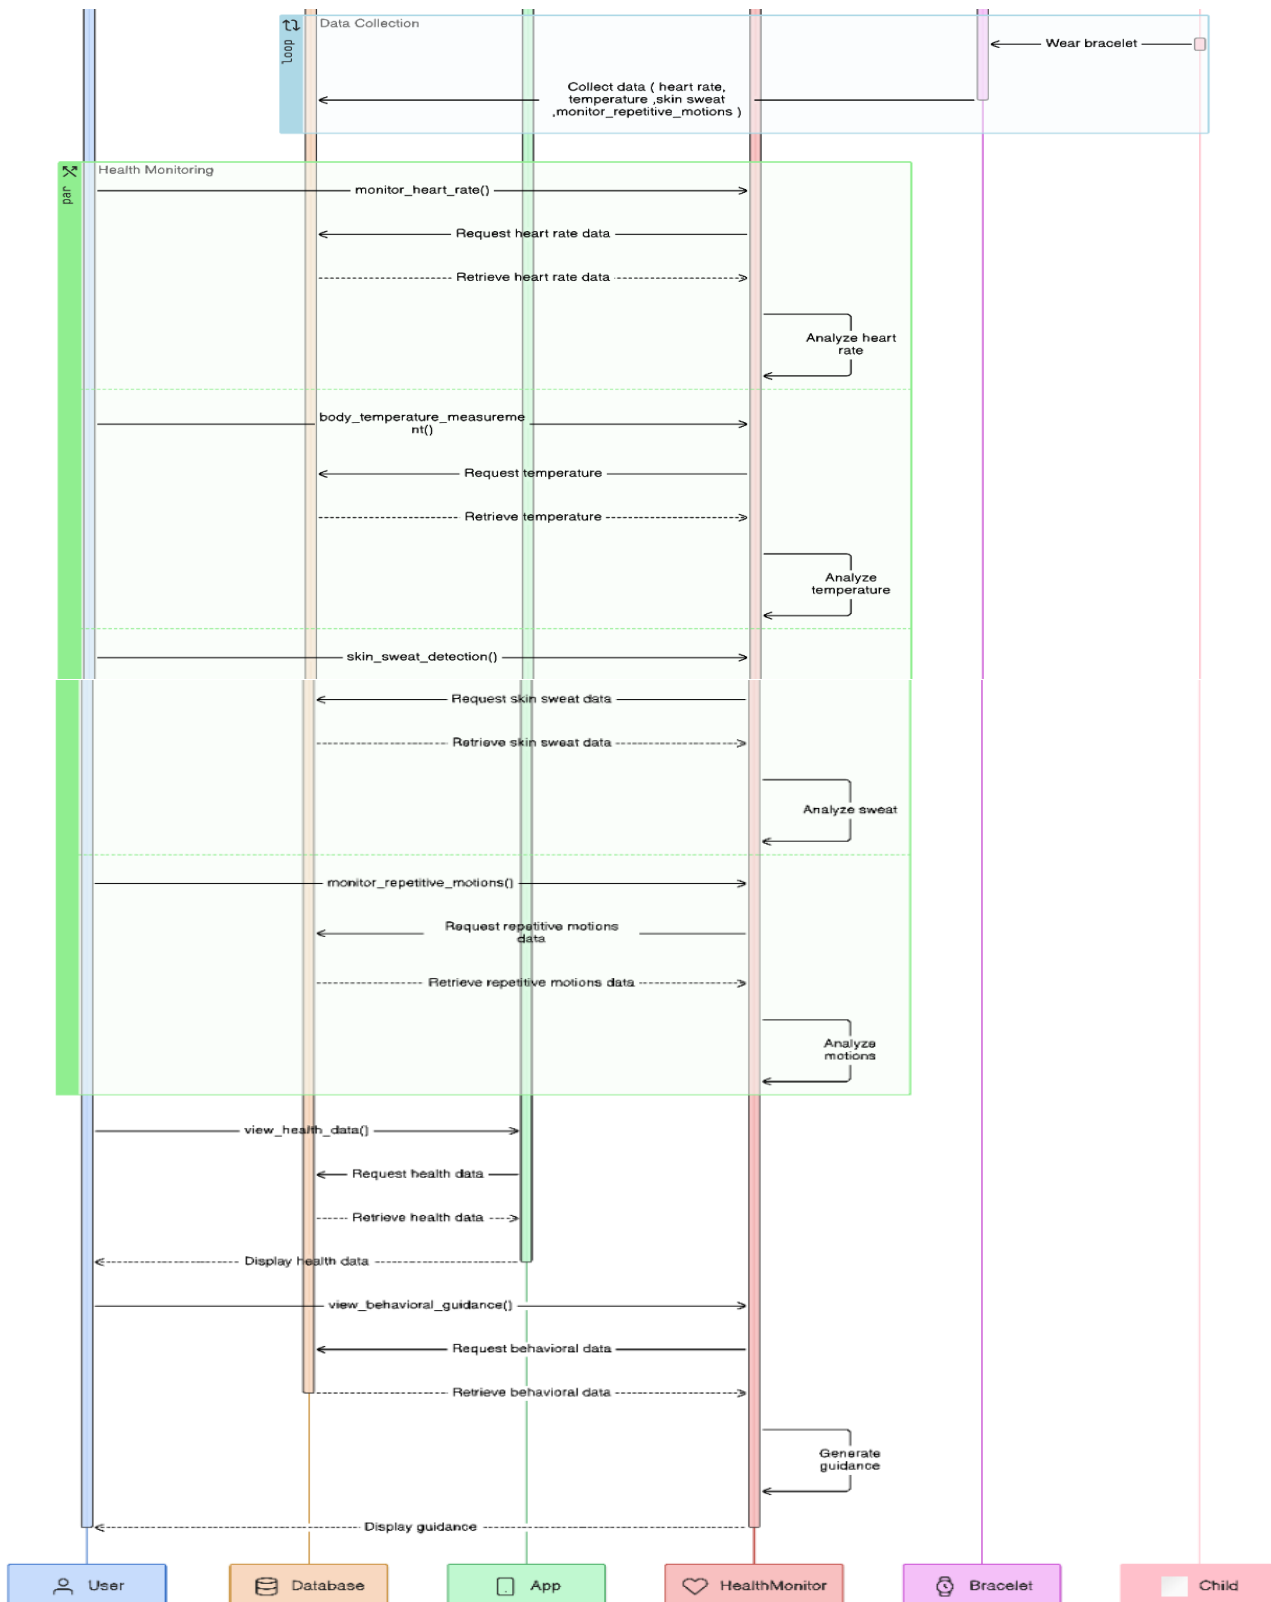 Data Collection
loop
Wear bracelet
Collect data ( heart rate,
temperature ,skin sweat
,monitor_repetitive_motions )
Health Monitoring
par
monitor_heart_rate()
Request heart rate data
Retrieve heart rate data
Analyze heart
rate
body_temperature_measureme
nt()
Request temperature
Retrieve temperature
Analyze
temperature
skin_sweat_detection()
Request skin sweat data
Retrieve skin sweat data
Analyze sweat
monitor_repetitive_motions()
Request repetitive motions
data
Retrieve repetitive motions data
Analyze
motions
view_health_data()
Request health data
Retrieve health data
Display health data
view_behavioral_guidance()
Request behavioral data
Retrieve behavioral data
Generate
guidance
Display guidance
User
Database
App
HealthMonitor
Bracelet
Child